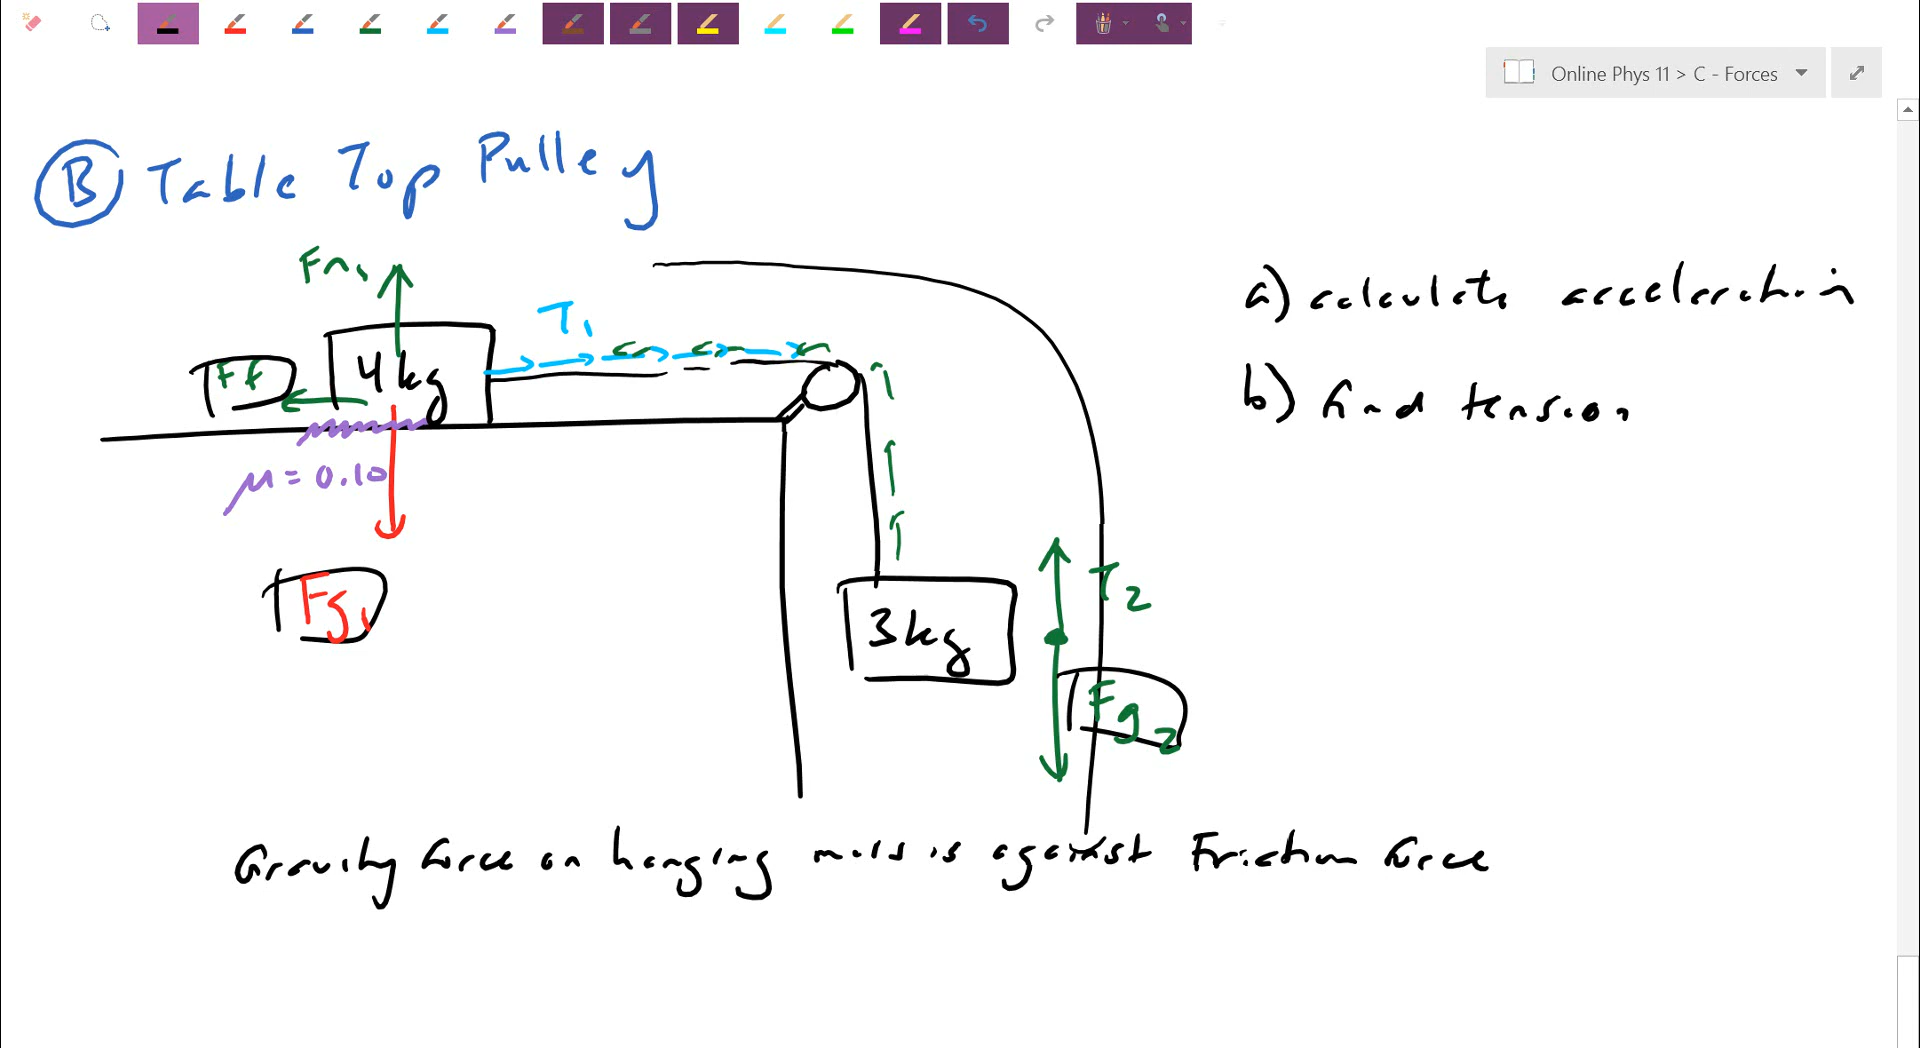 Online Phys 11 > C - Forces
B Table Top Pulley
Fn₁
T₁
a) calculate acceleration
Ff
4kg
b) find tension
μ = 0.10
Fg₁
T₂
3kg
Fg₂
Gravity force on hanging mass is against Friction force